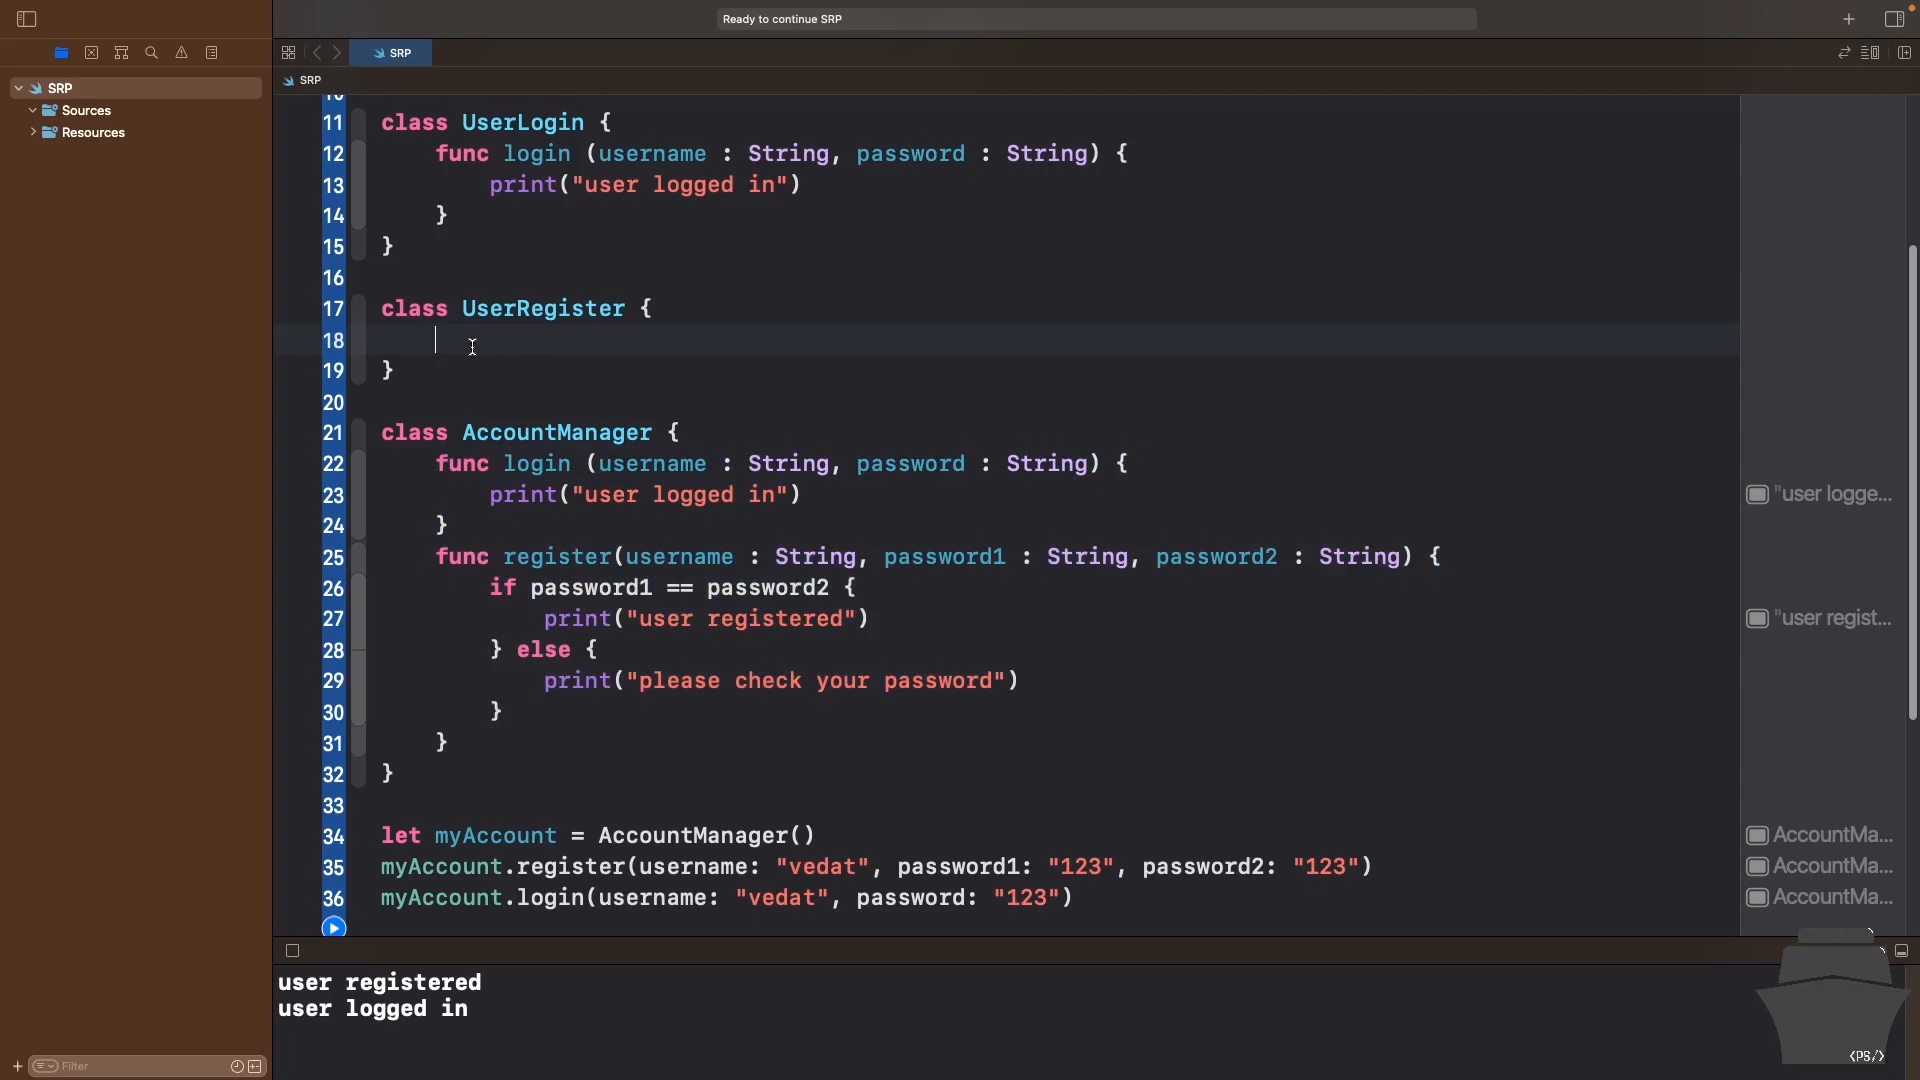 Ready to continue SRP
SRP
SRP
SRP
Sources
Resources
11 class UserLogin {
12 func login (username : String, password : String) {
13 print("user logged in")
14 }
15 }
16
17 class UserRegister {
18
19 }
20
21 class AccountManager {
22 func login (username : String, password : String) {
23 print("user logged in")
"user logge...
24 }
25 func register(username : String, password1 : String, password2 : String) {
26 if password1 == password2 {
27 print("user registered")
"user regist...
28 } else {
29 print("please check your password")
30 }
31 }
32 }
33
34 let myAccount = AccountManager()
AccountMa...
35 myAccount.register(username: "vedat", password1: "123", password2: "123")
AccountMa...
36 myAccount.login(username: "vedat", password: "123")
AccountMa...
user registered
user logged in
Filter
<PS/>